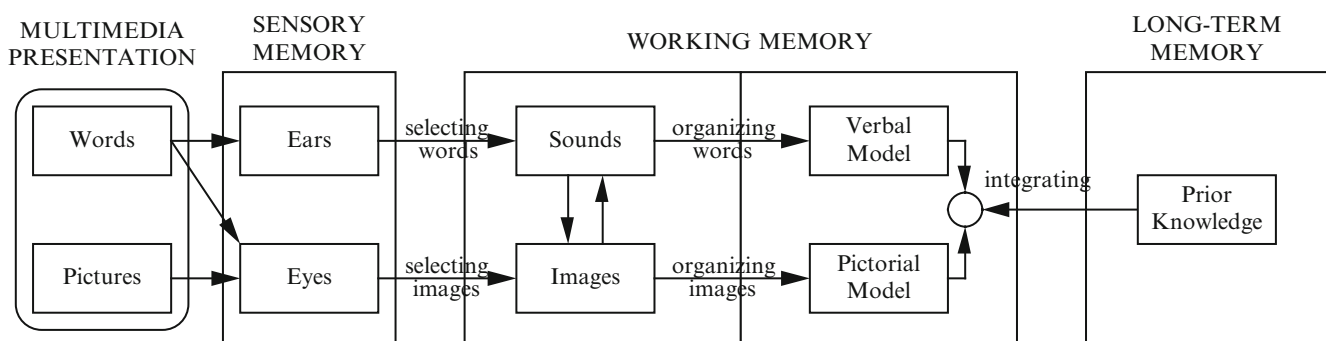 MULTIMEDIA
PRESENTATION
SENSORY
MEMORY
WORKING MEMORY
LONG-TERM
MEMORY
Words
Ears
selecting
words
Sounds
organizing
words
Verbal
Model
integrating
Prior
Knowledge
Pictures
Eyes
selecting
images
Images
organizing
images
Pictorial
Model